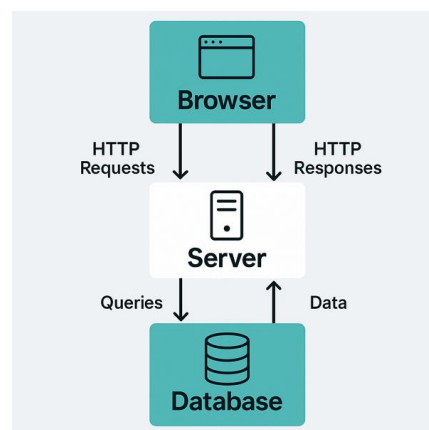 Browser
HTTP
Requests
HTTP
Responses
Server
Queries
Data
Database